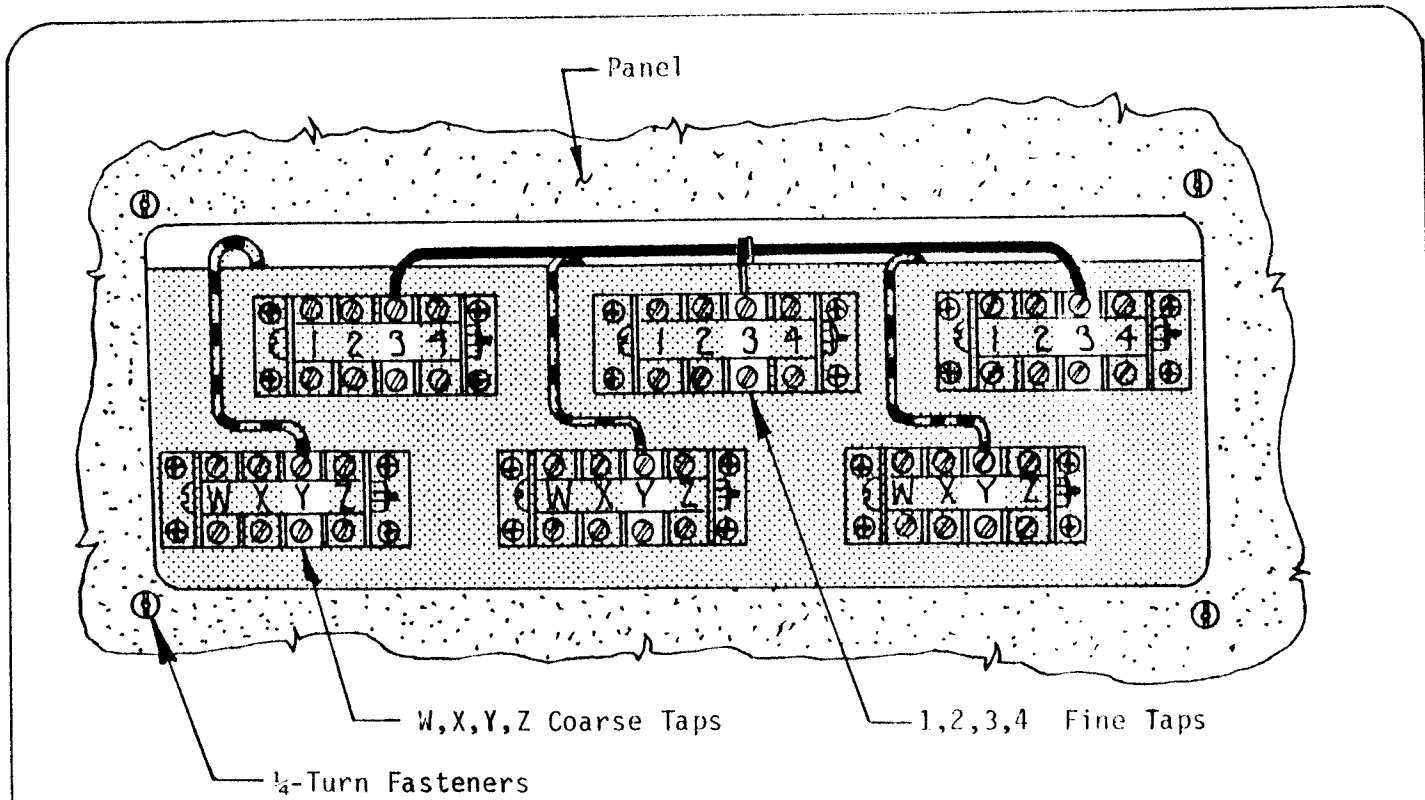 Panel
1 2 3 4
1 2 3 4
1 2 3 4
W X Y Z
W X Y Z
W X Y Z
W,X,Y,Z Coarse Taps
1,2,3,4 Fine Taps
¼-Turn Fasteners